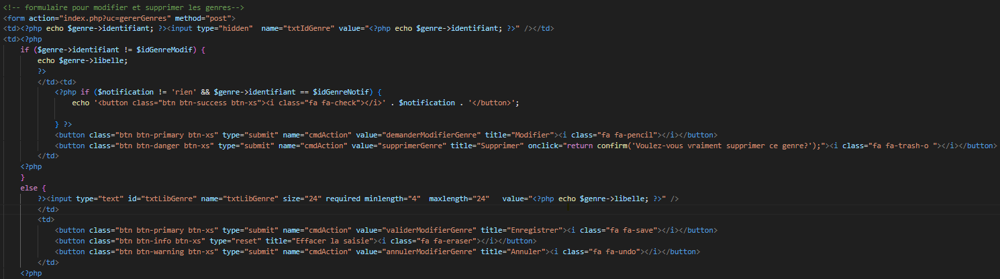 <!-- formulaire pour modifier et supprimer les genres-->
<form action="index.php?uc=gererGenres" method="post">
<td><?php echo $genre->identifiant; ?><input type="hidden"  name="txtIdGenre" value="<?php echo $genre->identifiant; ?>" /></td>
<td><?php
    if ($genre->identifiant != $idGenreModif) {
        echo $genre->libelle;
        ?>
        </td><td>
            <?php if ($notification != 'rien' && $genre->identifiant == $idGenreNotif) {
                echo '<button class="btn btn-success btn-xs"><i class="fa fa-check"></i>' . $notification . '</button>';
            } ?>
            <button class="btn btn-primary btn-xs" type="submit" name="cmdAction" value="demanderModifierGenre" title="Modifier"><i class="fa fa-pencil"></i></button>
            <button class="btn btn-danger btn-xs" type="submit" name="cmdAction" value="supprimerGenre" title="Supprimer" onclick="return confirm('Voulez-vous vraiment supprimer ce genre?');"><i class="fa fa-trash-o "></i></button>
        </td>
    <?php
    }
    else {
        ?><input type="text" id="txtLibGenre" name="txtLibGenre" size="24" required minlength="4"  maxlength="24"   value="<?php echo $genre->libelle; ?>" />
        </td>
        <td>
            <button class="btn btn-primary btn-xs" type="submit" name="cmdAction" value="validerModifierGenre" title="Enregistrer"><i class="fa fa-save"></i></button>
            <button class="btn btn-info btn-xs" type="reset" title="Effacer la saisie"><i class="fa fa-eraser"></i></button>
            <button class="btn btn-warning btn-xs" type="submit" name="cmdAction" value="annulerModifierGenre" title="Annuler"><i class="fa fa-undo"></i></button>
        </td>
    <?php